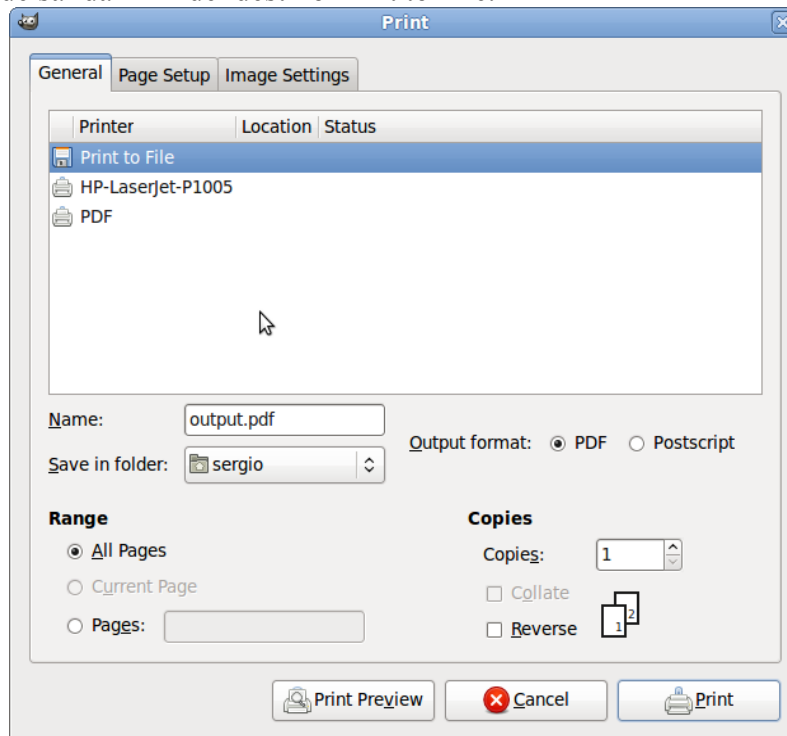 Print
General Page Setup Image Settings
Printer Location Status
Print to File
HP-LaserJet-P1005
PDF
Name: output.pdf
Output format: PDF Postscript
Save in folder: sergio
Range Copies
All Pages Copies: 1
Current Page Collate
Pages: Reverse 1 2
Print Preview Cancel Print